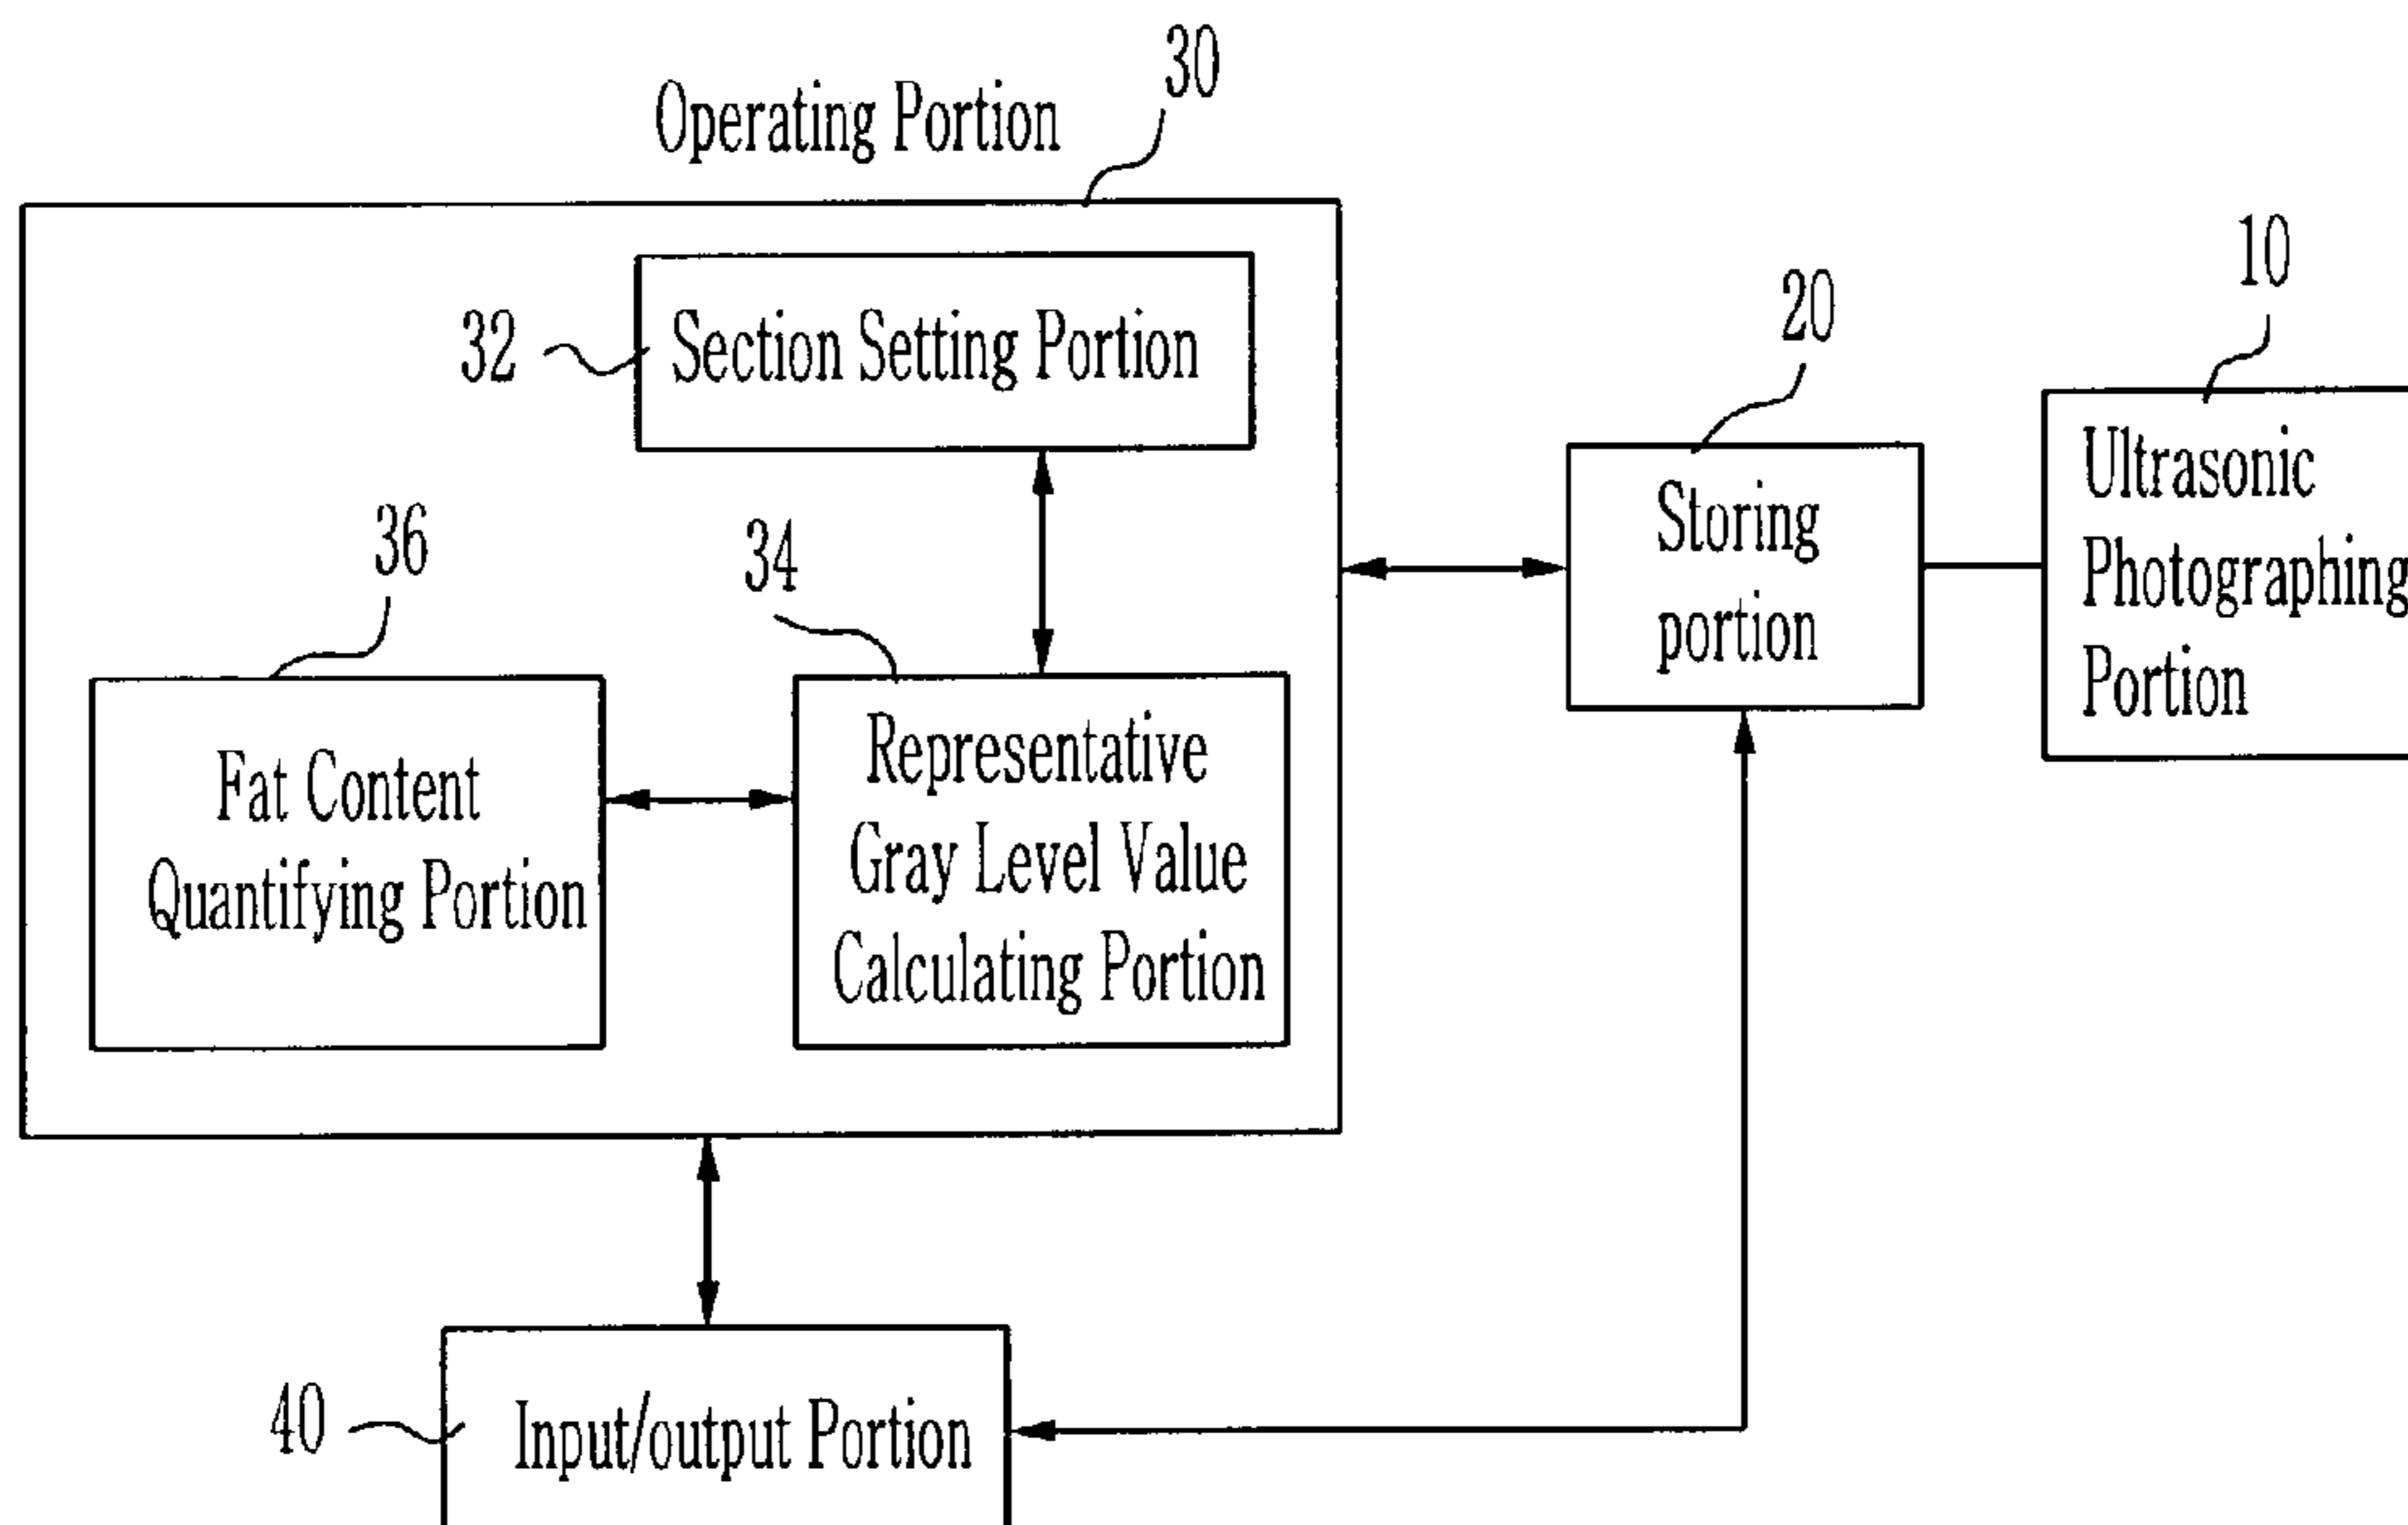 30
Operating Portion
10
20
32
Section Setting Portion
Ultrasonic
Photographing
Portion
Storing
portion
36
34
Fat Content
Quantifying Portion
Representative
Gray Level Value
Calculating Portion
40
Input/output Portion